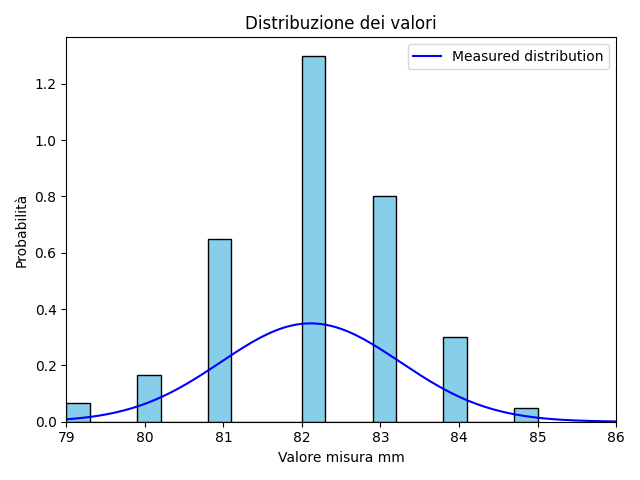 Distribuzione dei valori
Measured distribution
Probabilità
1.2
1.0
0.8
0.6
0.4
0.2
0.0
79 80 81 82 83 84 85 86
Valore misura mm